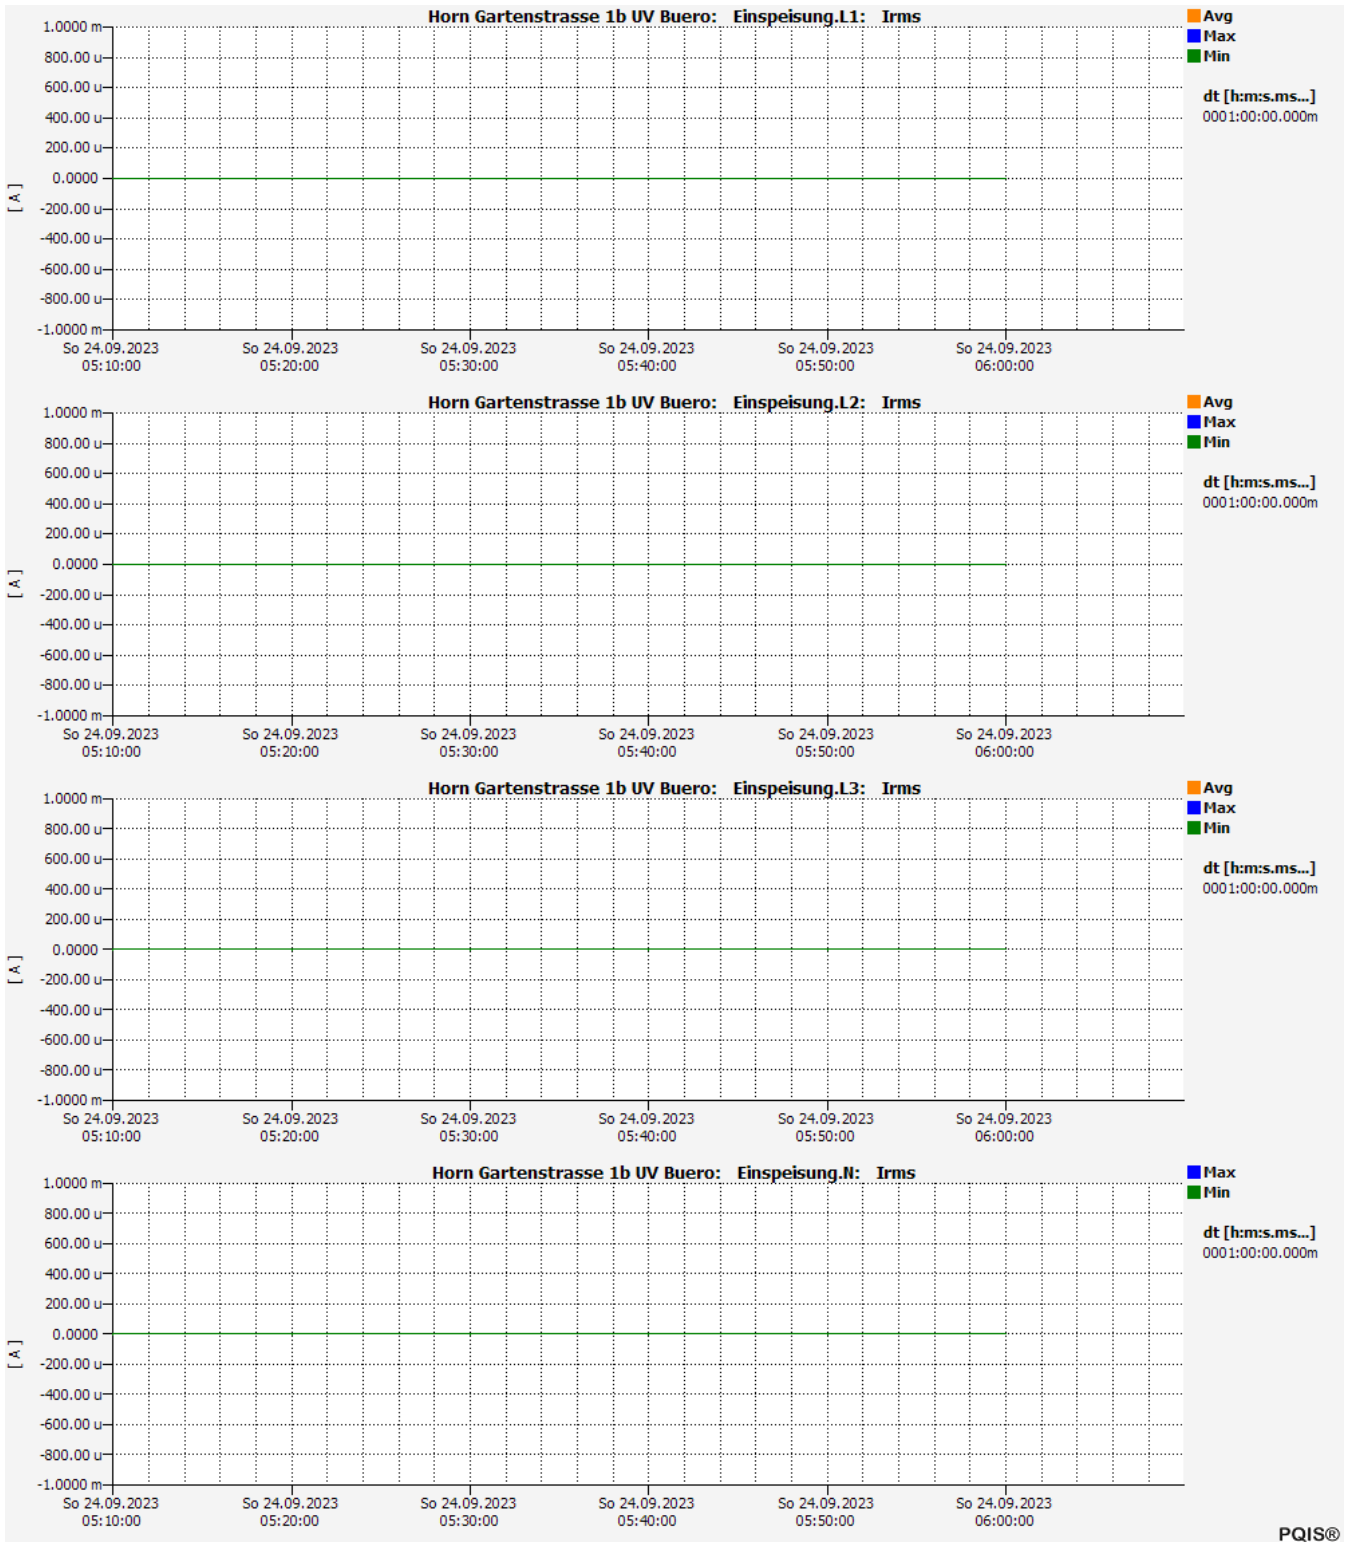 Horn Gartenstrasse 1b UV Buero: Einspeisung.L1: Irms
Avg
Max
Min
dt [h:m:s.ms...]
0001:00:00.000m
1.0000 m
800.00 u
600.00 u
400.00 u
200.00 u
0.0000
-200.00 u
-400.00 u
-600.00 u
-800.00 u
-1.0000 m
[ A ]
So 24.09.2023 So 24.09.2023 So 24.09.2023 So 24.09.2023 So 24.09.2023 So 24.09.2023
05:10:00 05:20:00 05:30:00 05:40:00 05:50:00 06:00:00
Horn Gartenstrasse 1b UV Buero: Einspeisung.L2: Irms
Avg
Max
Min
dt [h:m:s.ms...]
0001:00:00.000m
1.0000 m
800.00 u
600.00 u
400.00 u
200.00 u
0.0000
-200.00 u
-400.00 u
-600.00 u
-800.00 u
-1.0000 m
[ A ]
So 24.09.2023 So 24.09.2023 So 24.09.2023 So 24.09.2023 So 24.09.2023 So 24.09.2023
05:10:00 05:20:00 05:30:00 05:40:00 05:50:00 06:00:00
Horn Gartenstrasse 1b UV Buero: Einspeisung.L3: Irms
Avg
Max
Min
dt [h:m:s.ms...]
0001:00:00.000m
1.0000 m
800.00 u
600.00 u
400.00 u
200.00 u
0.0000
-200.00 u
-400.00 u
-600.00 u
-800.00 u
-1.0000 m
[ A ]
So 24.09.2023 So 24.09.2023 So 24.09.2023 So 24.09.2023 So 24.09.2023 So 24.09.2023
05:10:00 05:20:00 05:30:00 05:40:00 05:50:00 06:00:00
Horn Gartenstrasse 1b UV Buero: Einspeisung.N: Irms
Max
Min
dt [h:m:s.ms...]
0001:00:00.000m
1.0000 m
800.00 u
600.00 u
400.00 u
200.00 u
0.0000
-200.00 u
-400.00 u
-600.00 u
-800.00 u
-1.0000 m
[ A ]
So 24.09.2023 So 24.09.2023 So 24.09.2023 So 24.09.2023 So 24.09.2023 So 24.09.2023
05:10:00 05:20:00 05:30:00 05:40:00 05:50:00 06:00:00
PQIS®